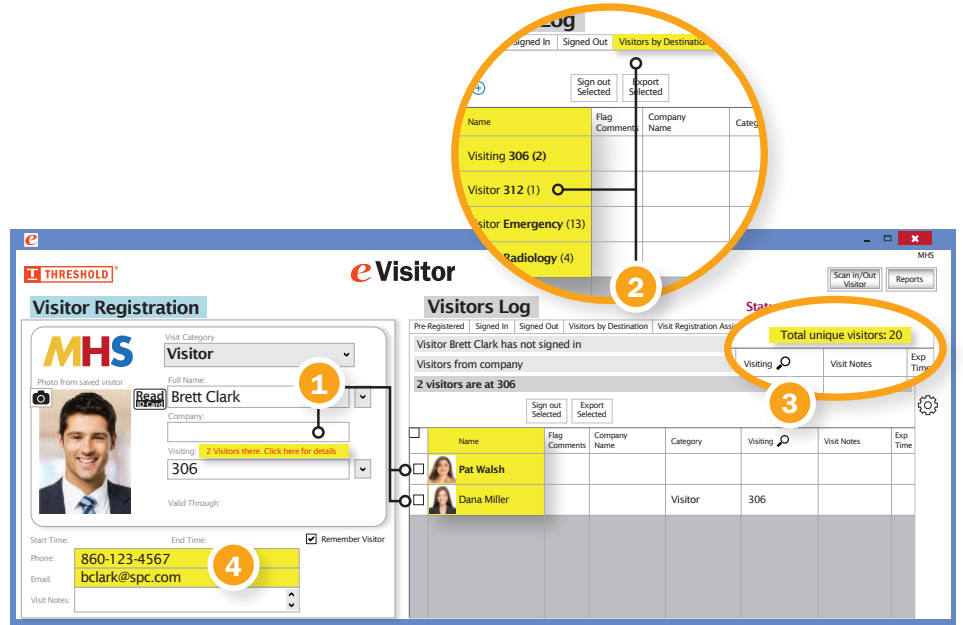 Log
Signed In Signed Out Visitors by Destination
Sign out Selected Export Selected
Name Flag Comments Company Name
Visiting 306 (2)
Visitor 312 (1)
Visitor Emergency (13)
Radiology (4)
2
e
MHS
THRESHOLD®
eVisitor
Scan in/Out Visitor Reports
Visitor Registration
MHS
Visit Category
Visitor
Photo from saved visitor
Read ID Card
Full Name:
Brett Clark
1
Company:
Visiting: 2 Visitors there. Click here for details
306
Valid Through:
Start Time: End Time: Remember Visitor
Phone: 860-123-4567
Email: bclark@spc.com
Visit Notes:
4
Visitors Log
Pre-Registered Signed In Signed Out Visitors by Destination Visit Registration
Visitor Brett Clark has not signed in
Visitors from company
2 visitors are at 306
Total unique visitors: 20
Visiting Visit Notes Exp Time
3
Sign out Selected Export Selected
Name Flag Comments Company Name Category Visiting Visit Notes Exp Time
Pat Walsh
Dana Miller Visitor 306